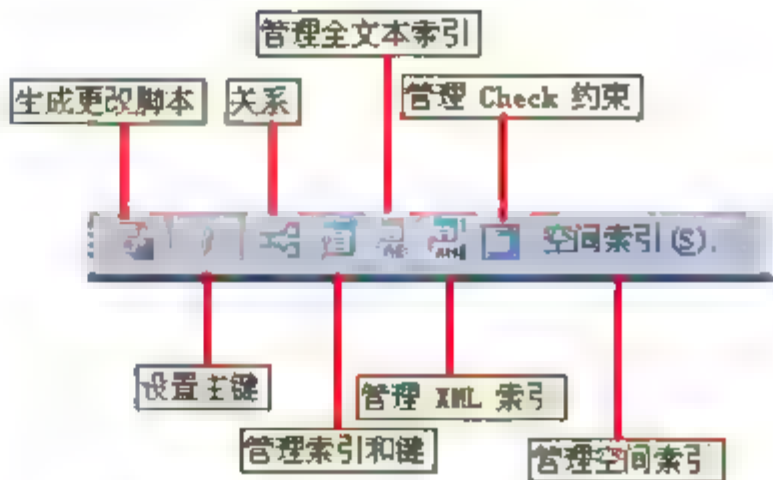 管理全文本索引
生成更改脚本
关系
管理 Check 约束
空间索引(S).
设置主键
管理 XML 索引
管理索引和键
管理空间索引